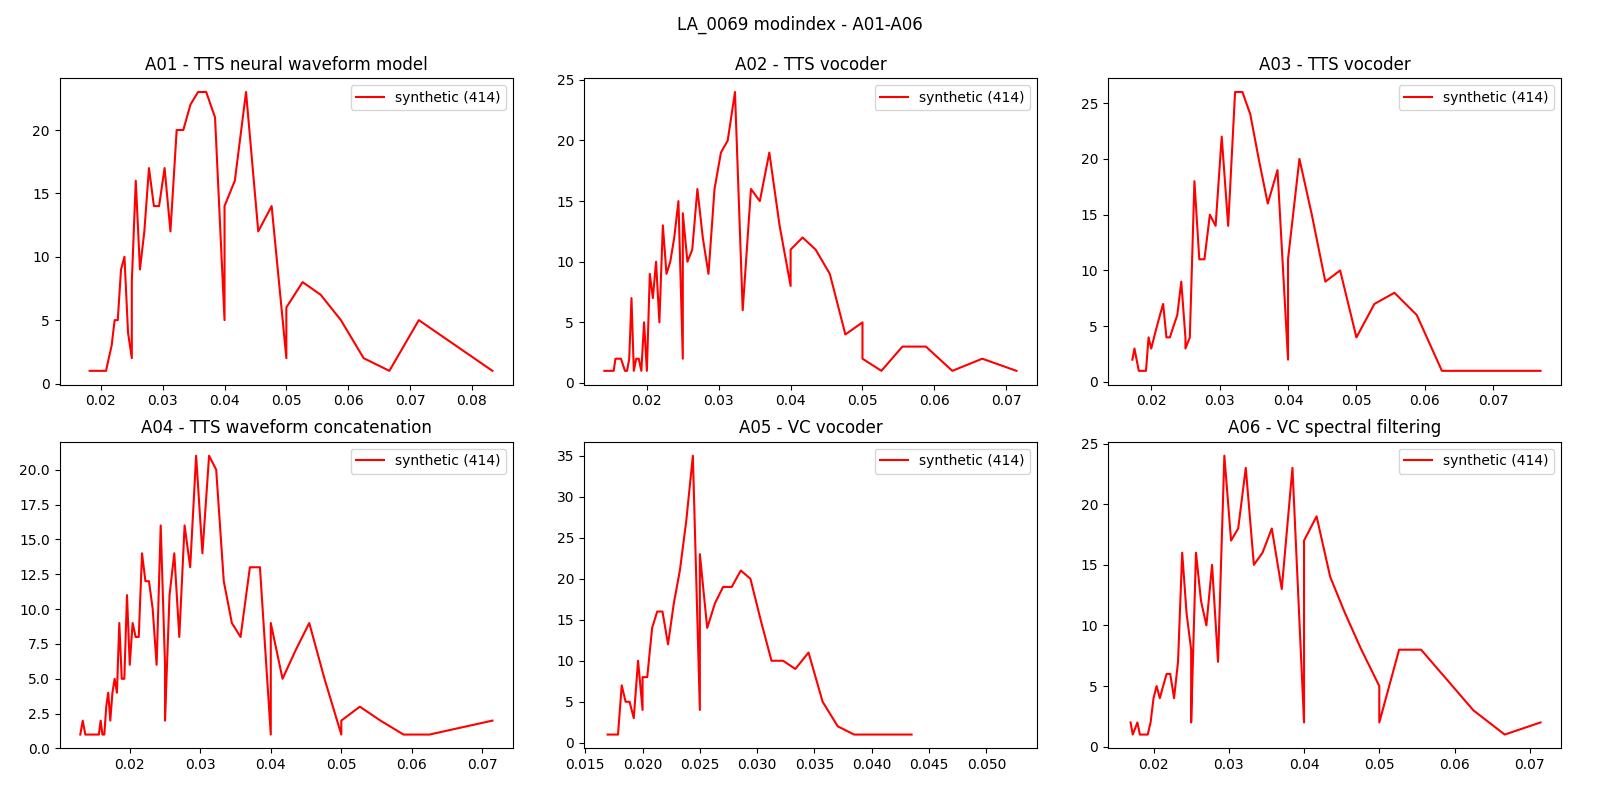 LA_0069 modindex - A01-A06
A01 - TTS neural waveform model
synthetic (414)
20
15
10
5
0
0.02 0.03 0.04 0.05 0.06 0.07 0.08
A02 - TTS vocoder
synthetic (414)
25
20
15
10
5
0
0.02 0.03 0.04 0.05 0.06 0.07
A03 - TTS vocoder
synthetic (414)
25
20
15
10
5
0
0.02 0.03 0.04 0.05 0.06 0.07
A04 - TTS waveform concatenation
synthetic (414)
20.0
17.5
15.0
12.5
10.0
7.5
5.0
2.5
0.0
0.02 0.03 0.04 0.05 0.06 0.07
A05 - VC vocoder
synthetic (414)
35
30
25
20
15
10
5
0
0.015 0.020 0.025 0.030 0.035 0.040 0.045 0.050
A06 - VC spectral filtering
synthetic (414)
25
20
15
10
5
0
0.02 0.03 0.04 0.05 0.06 0.07